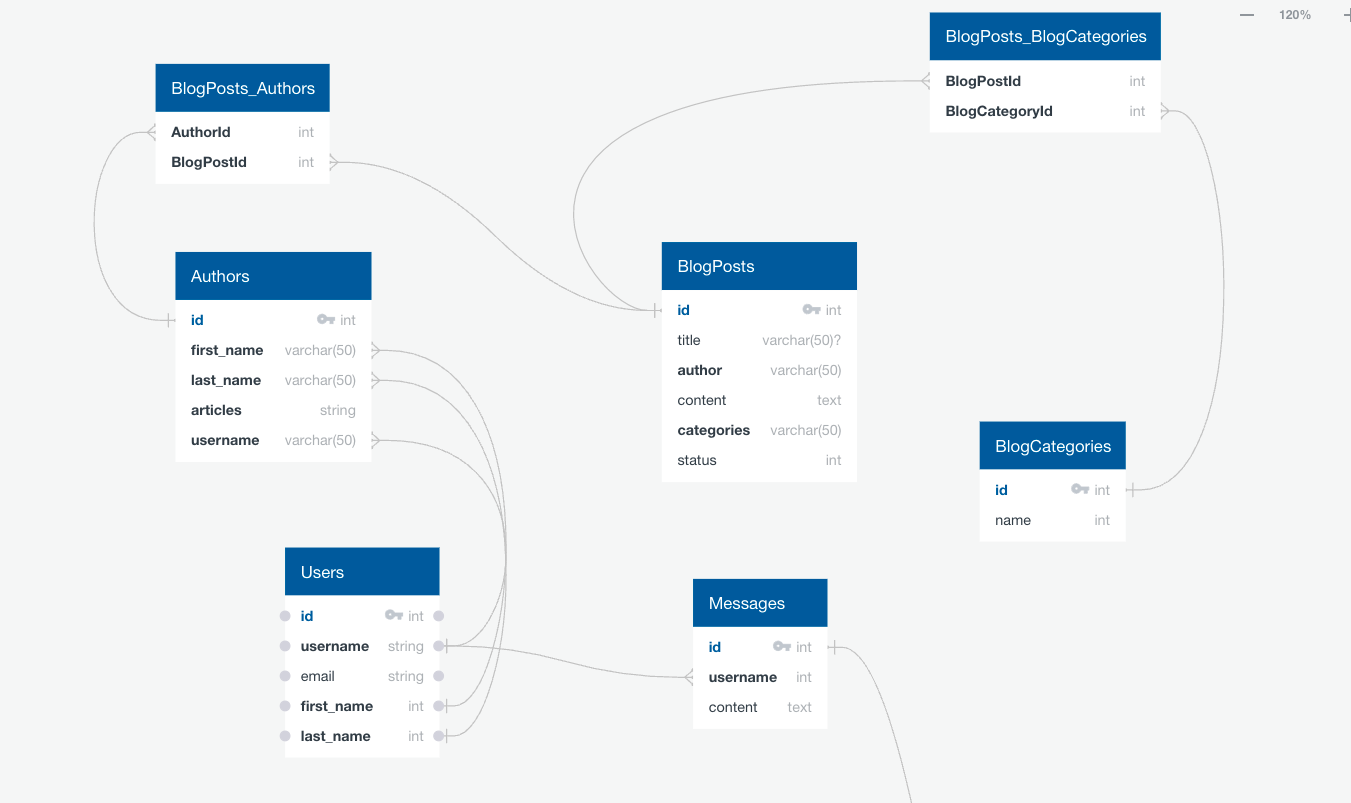 120%
BlogPosts_BlogCategories
BlogPostId int
BlogCategoryId int
BlogPosts_Authors
AuthorId int
BlogPostId int
Authors
id int
first_name varchar(50)
last_name varchar(50)
articles string
username varchar(50)
BlogPosts
id int
title varchar(50)?
author varchar(50)
content text
categories varchar(50)
status int
BlogCategories
id int
name int
Users
id int
username string
email string
first_name int
last_name int
Messages
id int
username int
content text